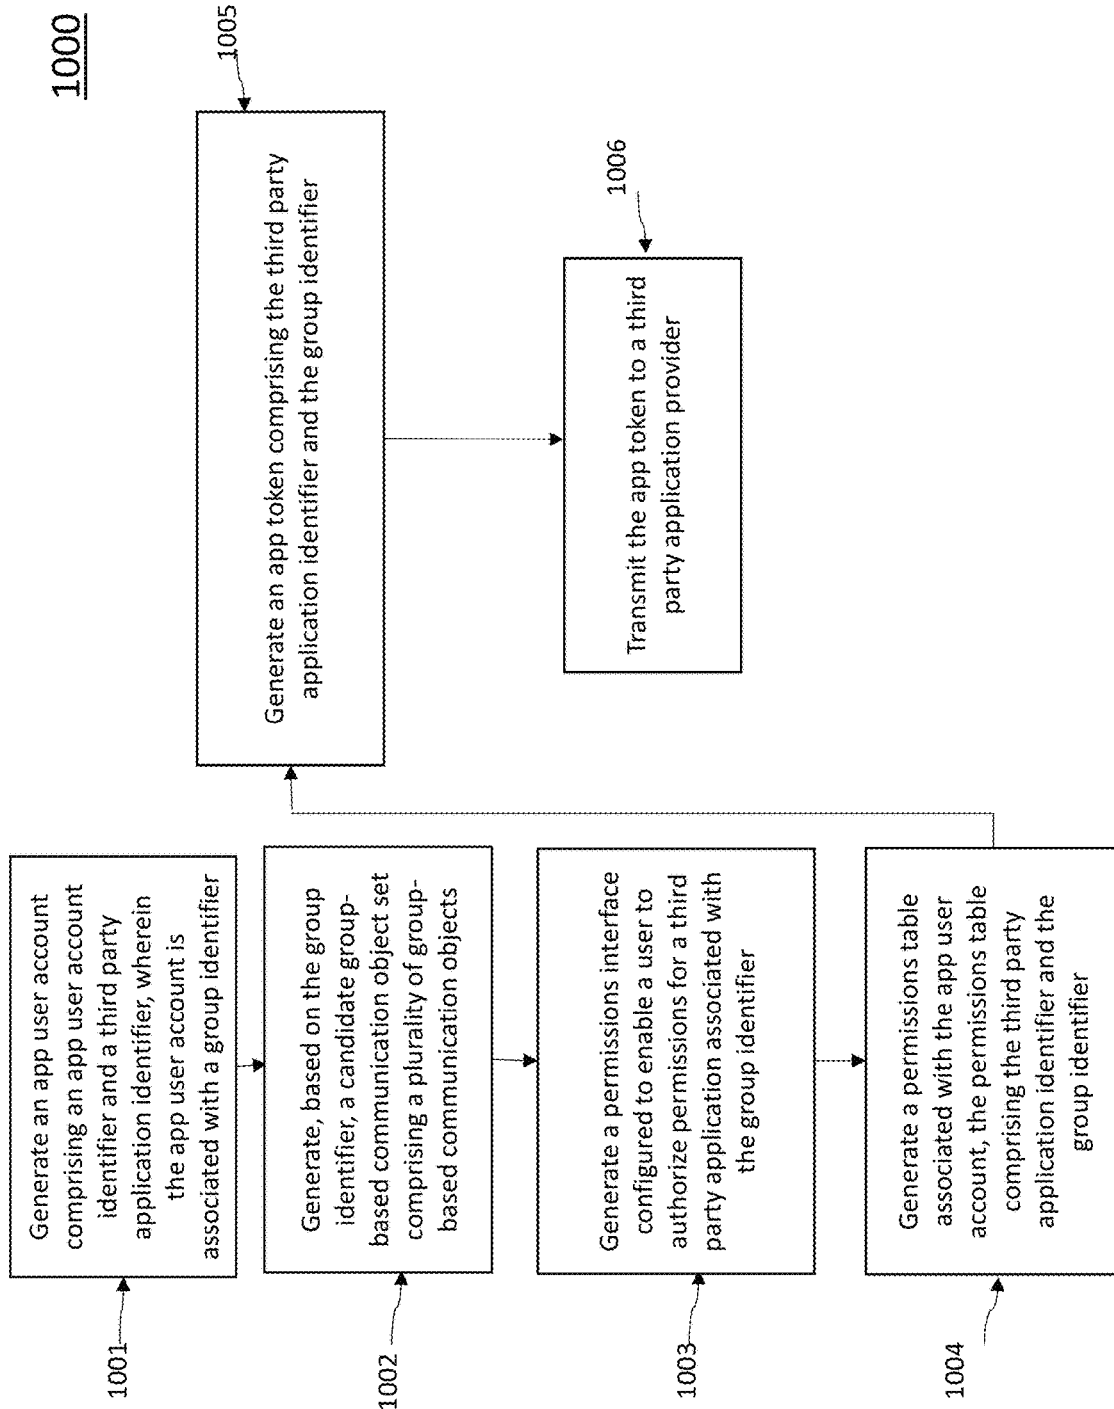 1000
1001
Generate an app user account
comprising an app user account
identifier and a third party
application identifier, wherein
the app user account is
associated with a group identifier
1002
Generate, based on the group
identifier, a candidate group-
based communication object set
comprising a plurality of group-
based communication objects
1003
Generate a permissions interface
configured to enable a user to
authorize permissions for a third
party application associated with
the group identifier
1004
Generate a permissions table
associated with the app user
account, the permissions table
comprising the third party
application identifier and the
group identifier
1005
Generate an app token comprising the third party
application identifier and the group identifier
1006
Transmit the app token to a third
party application provider